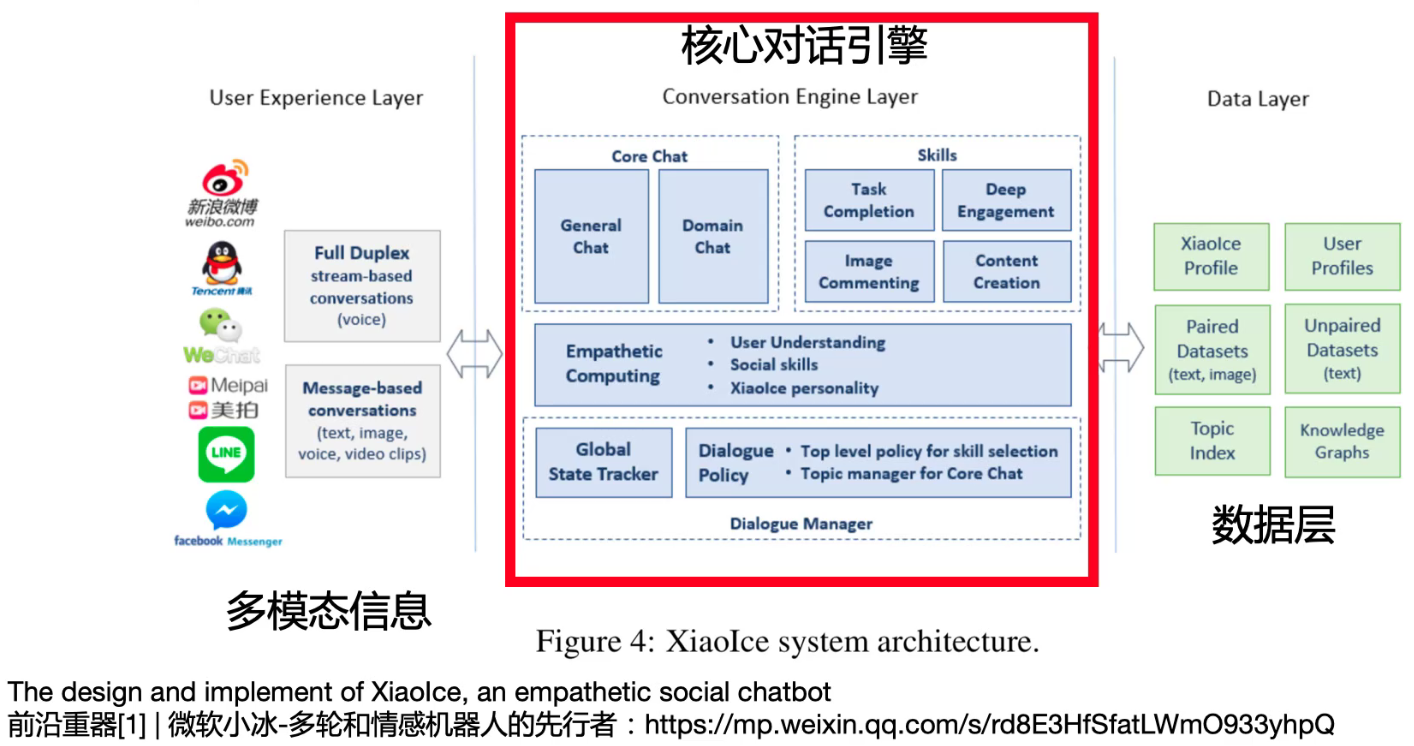 核心对话引擎
User Experience Layer
Conversation Engine Layer
Data Layer
新浪微博
weibo.com
Tencent 腾讯
WeChat
Meipai
美拍
LINE
facebook Messenger
Full Duplex
stream-based
conversations
(voice)
Message-based
conversations
(text, image,
voice, video clips)
Core Chat
General
Chat
Domain
Chat
Skills
Task
Completion
Deep
Engagement
Image
Commenting
Content
Creation
Empathetic
Computing
• User Understanding
• Social skills
• XiaoIce personality
Global
State Tracker
Dialogue
Policy
• Top level policy for skill selection
• Topic manager for Core Chat
Dialogue Manager
XiaoIce
Profile
User
Profiles
Paired
Datasets
(text, image)
Unpaired
Datasets
(text)
Topic
Index
Knowledge
Graphs
数据层
多模态信息
Figure 4: XiaoIce system architecture.
The design and implement of XiaoIce, an empathetic social chatbot
前沿重器[1] | 微软小冰-多轮和情感机器人的先行者：https://mp.weixin.qq.com/s/rd8E3HfSfatLWmO933yhpQ